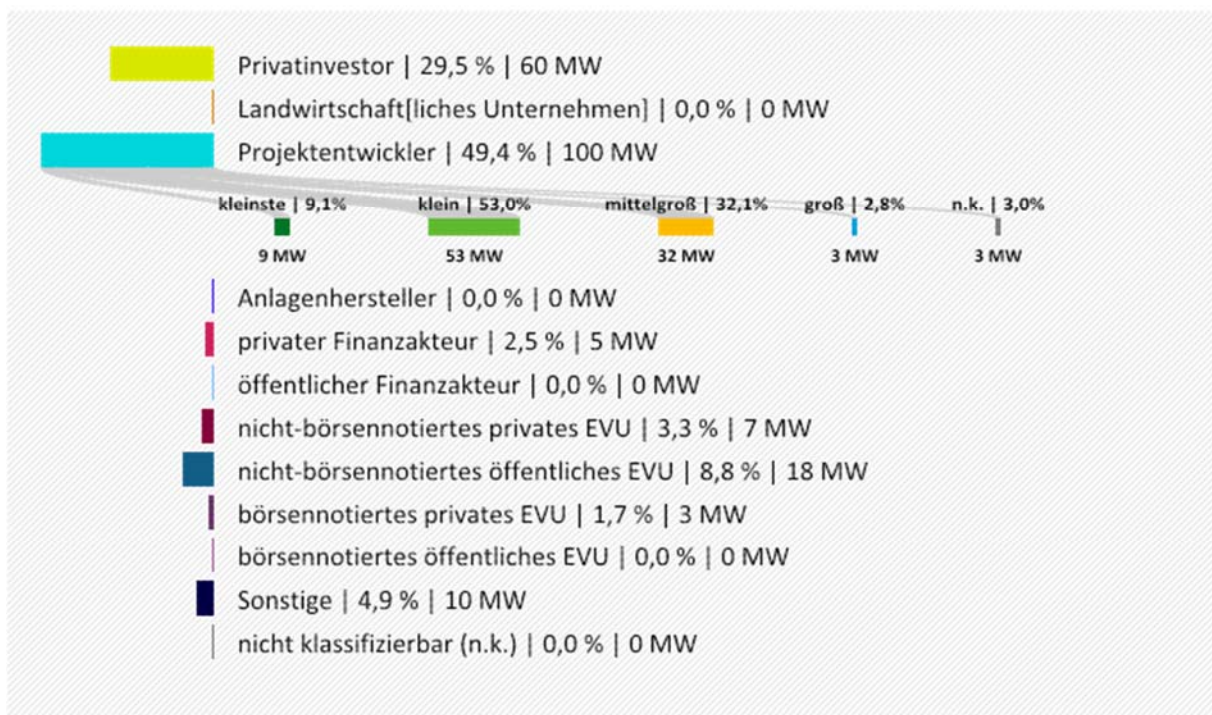 Privatinvestor | 29,5 % | 60 MW
Landwirtschaft[liches Unternehmen] | 0,0 % | 0 MW
Projektentwickler | 49,4 % | 100 MW
kleinste | 9,1% klein | 53,0% mittelgroß | 32,1% groß | 2,8% n.k. | 3,0%
9 MW 53 MW 32 MW 3 MW 3 MW
Anlagenhersteller | 0,0 % | 0 MW
privater Finanzakteur | 2,5 % | 5 MW
öffentlicher Finanzakteur | 0,0 % | 0 MW
nicht-börsennotiertes privates EVU | 3,3 % | 7 MW
nicht-börsennotiertes öffentliches EVU | 8,8 % | 18 MW
börsennotiertes privates EVU | 1,7 % | 3 MW
börsennotiertes öffentliches EVU | 0,0 % | 0 MW
Sonstige | 4,9 % | 10 MW
nicht klassifizierbar (n.k.) | 0,0 % | 0 MW